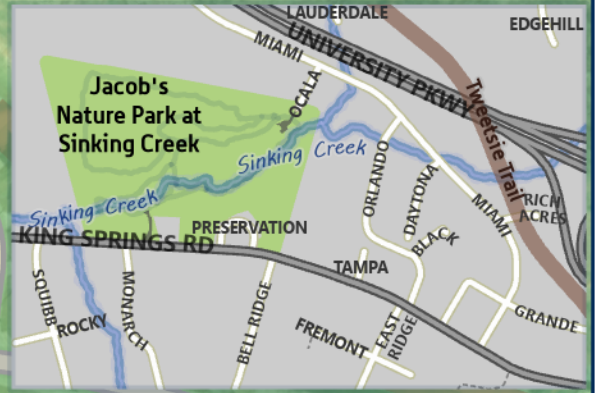 LAUDERDALE
EDGEHILL
MIAMI
UNIVERSITY PKWY
OCALA
Jacob's
Nature Park at
Sinking Creek
Tweetsie Trail
Sinking Creek
ORLANDO
DAYTONA
MIAMI
RICH
ACRES
Sinking Creek
PRESERVATION
KING SPRINGS RD
BLACK
TAMPA
SQUIBB
MONARCH
BELL RIDGE
ROCKY
FREMONT
EAST
RIDGE
GRANDE